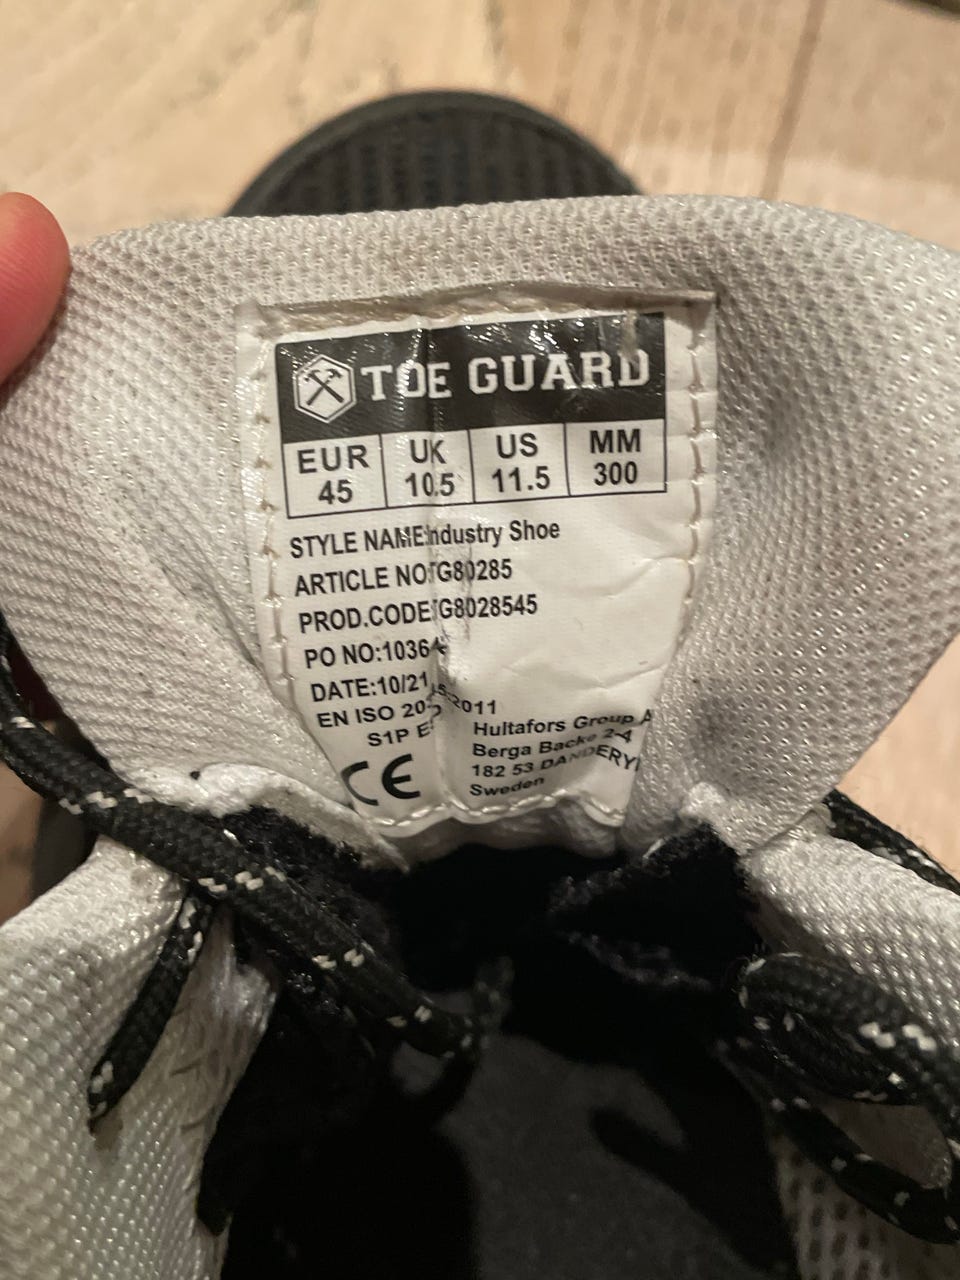 TOE GUARD
EUR UK US MM
45 10.5 11.5 300
STYLE NAME:Industry Shoe
ARTICLE NO:TG80285
PROD.CODE:TG8028545
PO NO:1036
DATE:10/21
EN ISO 2011
S1P
Hultafors Group
Berga Backe 2-4
182 53 DANDERYD
Sweden
CE